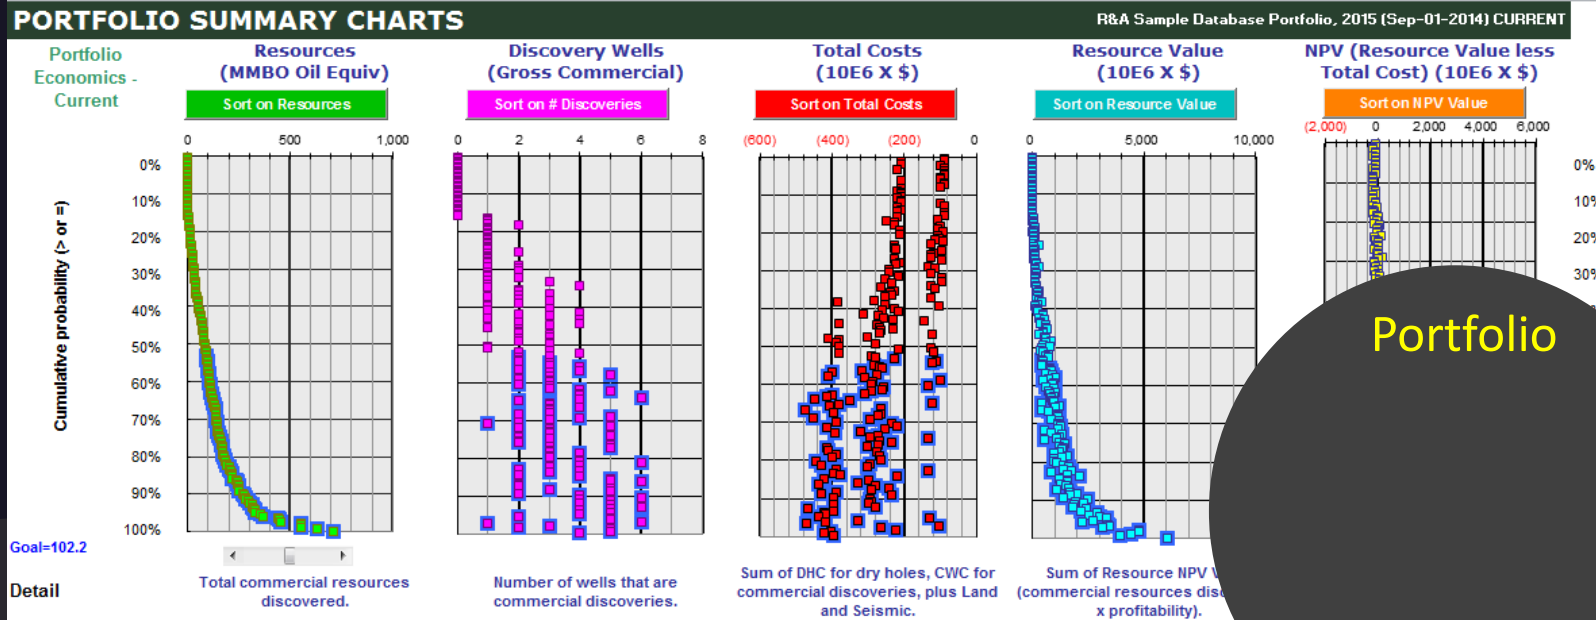 PORTFOLIO SUMMARY CHARTS
R&A Sample Database Portfolio, 2015 (Sep-01-2014) CURRENT
Portfolio
Economics -
Current
Resources
(MMBO Oil Equiv)
Discovery Wells
(Gross Commercial)
Total Costs
(10E6 X $)
Resource Value
(10E6 X $)
NPV (Resource Value less
Total Cost) (10E6 X $)
Sort on Resources
Sort on # Discoveries
Sort on Total Costs
Sort on Resource Value
Sort on NPV Value
0 500 1,000
0 2 4 6 8
(600) (400) (200) 0
0 5,000 10,000
(2,000) 0 2,000 4,000 6,000
Cumulative probability (> or =)
0%
10%
20%
30%
40%
50%
60%
70%
80%
90%
100%
0%
10%
20%
30%
Portfolio
Goal=102.2
Detail
Total commercial resources
discovered.
Number of wells that are
commercial discoveries.
Sum of DHC for dry holes, CWC for
commercial discoveries, plus Land
and Seismic.
Sum of Resource NPV
(commercial resources
x profitability).